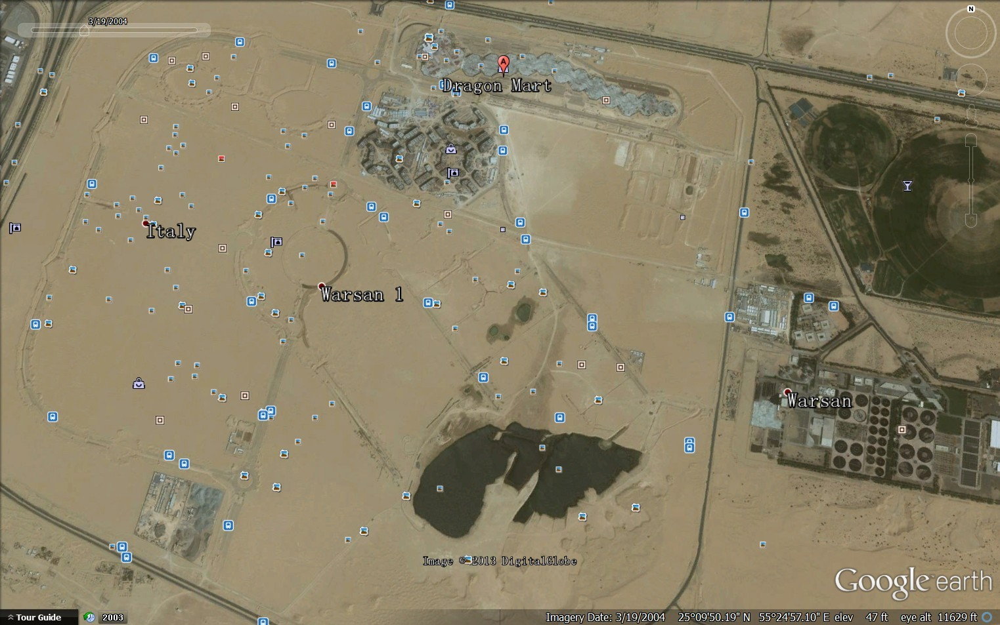 3/19/2004
N
A
Dragon Mart
Italy
Warsan 1
Warsan
Image © 2013 DigitalGlobe
Google earth
Tour Guide
2003
Imagery Date: 3/19/2004 25°09'50.19" N 55°24'57.10" E elev 47 ft eye alt 11629 ft